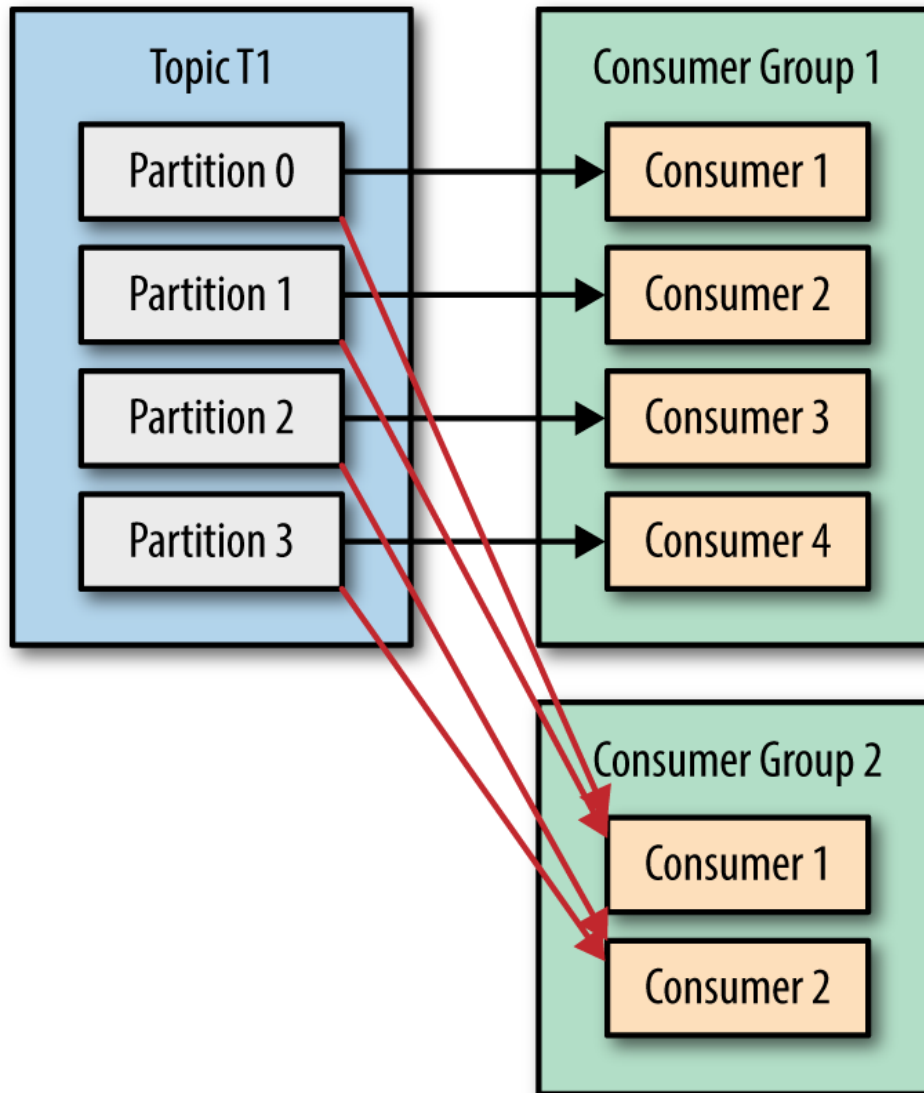 Topic T1
Partition 0
Partition 1
Partition 2
Partition 3
Consumer Group 1
Consumer 1
Consumer 2
Consumer 3
Consumer 4
Consumer Group 2
Consumer 1
Consumer 2